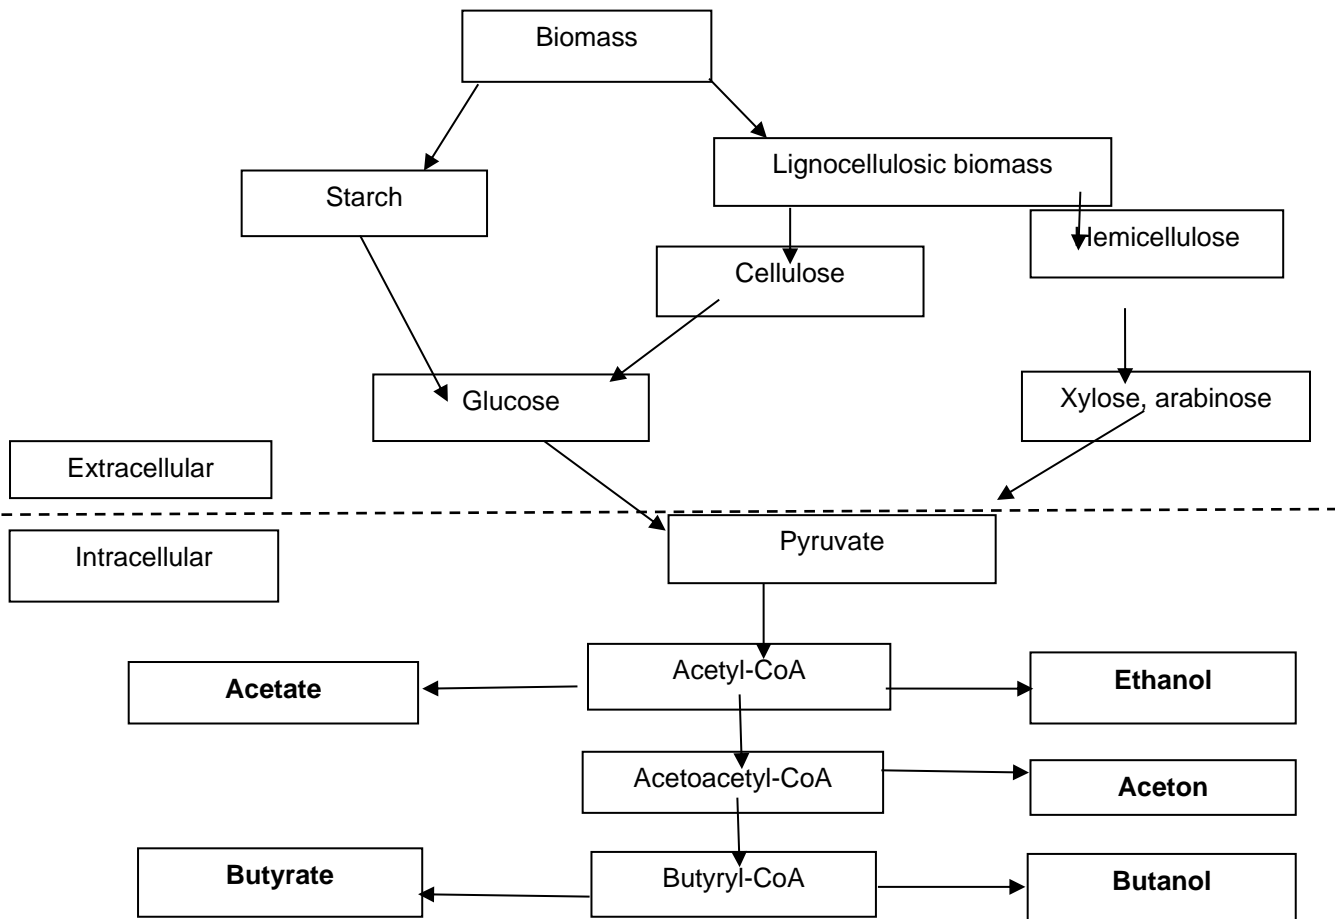 Biomass
Lignocellulosic biomass
Starch
Hemicellulose
Cellulose
Glucose
Xylose, arabinose
Extracellular
Intracellular
Pyruvate
Acetate
Acetyl-CoA
Ethanol
Acetoacetyl-CoA
Aceton
Butyrate
Butyryl-CoA
Butanol